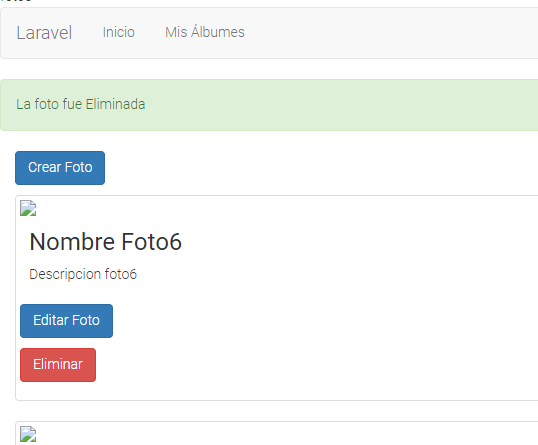 Laravel Inicio Mis Álbumes
La foto fue Eliminada
Crear Foto
Nombre Foto6
Descripcion foto6
Editar Foto
Eliminar